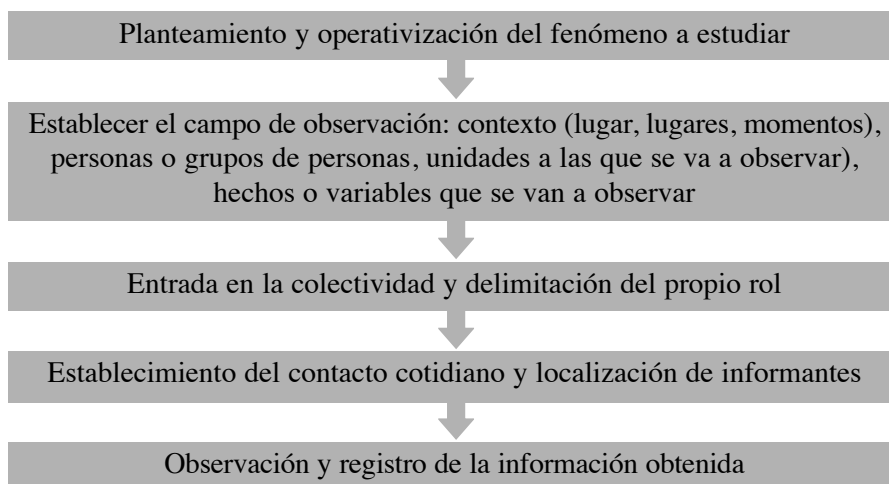 Planteamiento y operativización del fenómeno a estudiar
Establecer el campo de observación: contexto (lugar, lugares, momentos),
personas o grupos de personas, unidades a las que se va a observar),
hechos o variables que se van a observar
Entrada en la colectividad y delimitación del propio rol
Establecimiento del contacto cotidiano y localización de informantes
Observación y registro de la información obtenida